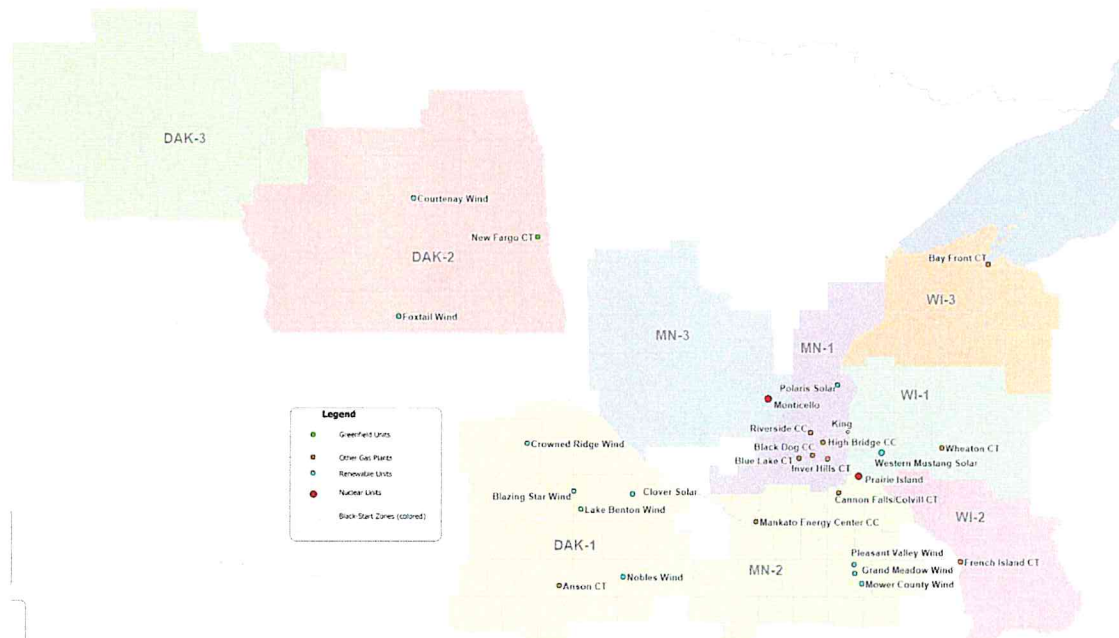 DAK-3
Courtenay Wind
New Fargo CT
DAK-2
Foxtail Wind
Bay Front CT
WI-3
MN-3
MN-1
Polaris Solar
Monticello
WI-1
Legend
Greenfield Units
Other Gas Plants
Renewable Units
Nuclear Units
Black Start Zones (colored)
Crowned Ridge Wind
Riverside CC
King
High Bridge CC
Black Dog CC
Blue Lake CT
Inver Hills CT
Wheaton CT
Western Mustang Solar
Prairie Island
Blazing Star Wind
Clover Solar
Lake Benton Wind
Cannon Falls/Colvill CT
Mankato Energy Center CC
WI-2
DAK-1
MN-2
Pleasant Valley Wind
Grand Meadow Wind
Mower County Wind
French Island CT
Nobles Wind
Anson CT